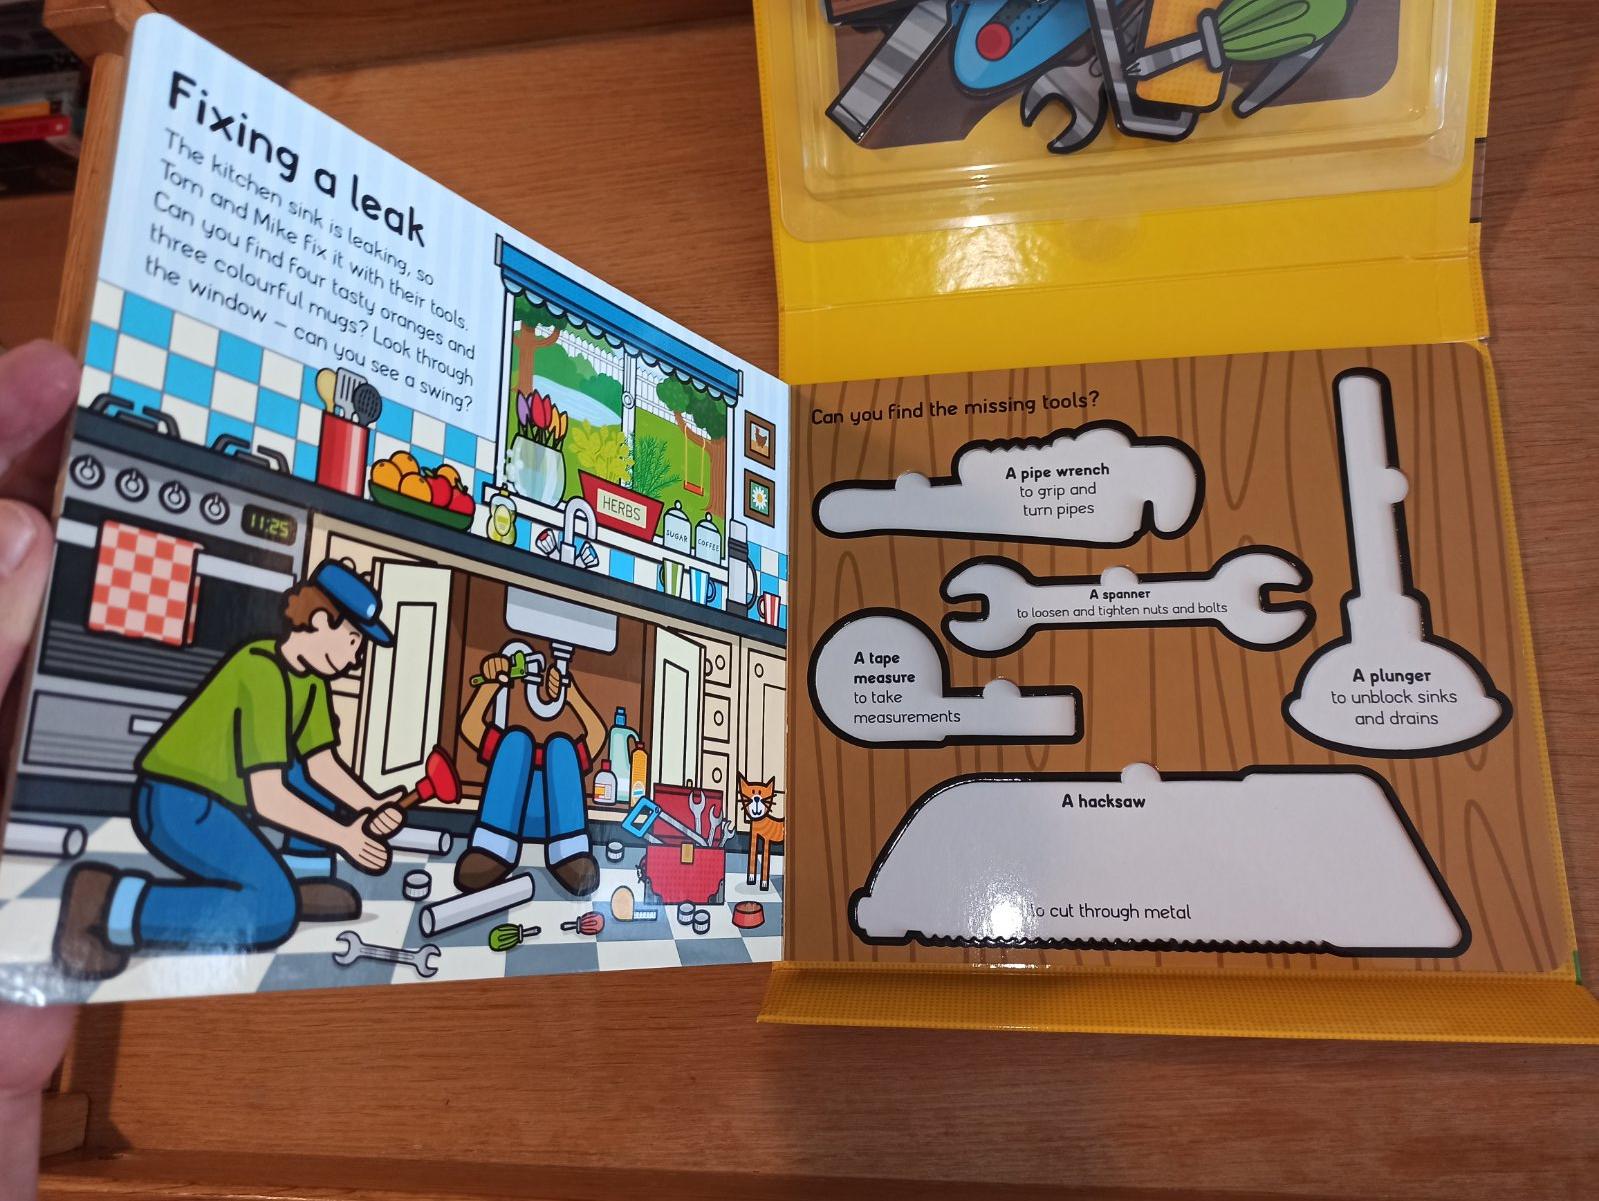 Fixing a leak
The kitchen sink is leaking, so
Tom and Mike fix it with their tools.
Can you find four tasty oranges and
three colourful mugs? Look through
the window – can you see a swing?
11:25
HERBS
SUGAR
COFFEE
Can you find the missing tools?
A pipe wrench
to grip and
turn pipes
A spanner
to loosen and tighten nuts and bolts
A tape
measure
to take
measurements
A plunger
to unblock sinks
and drains
A hacksaw
to cut through metal